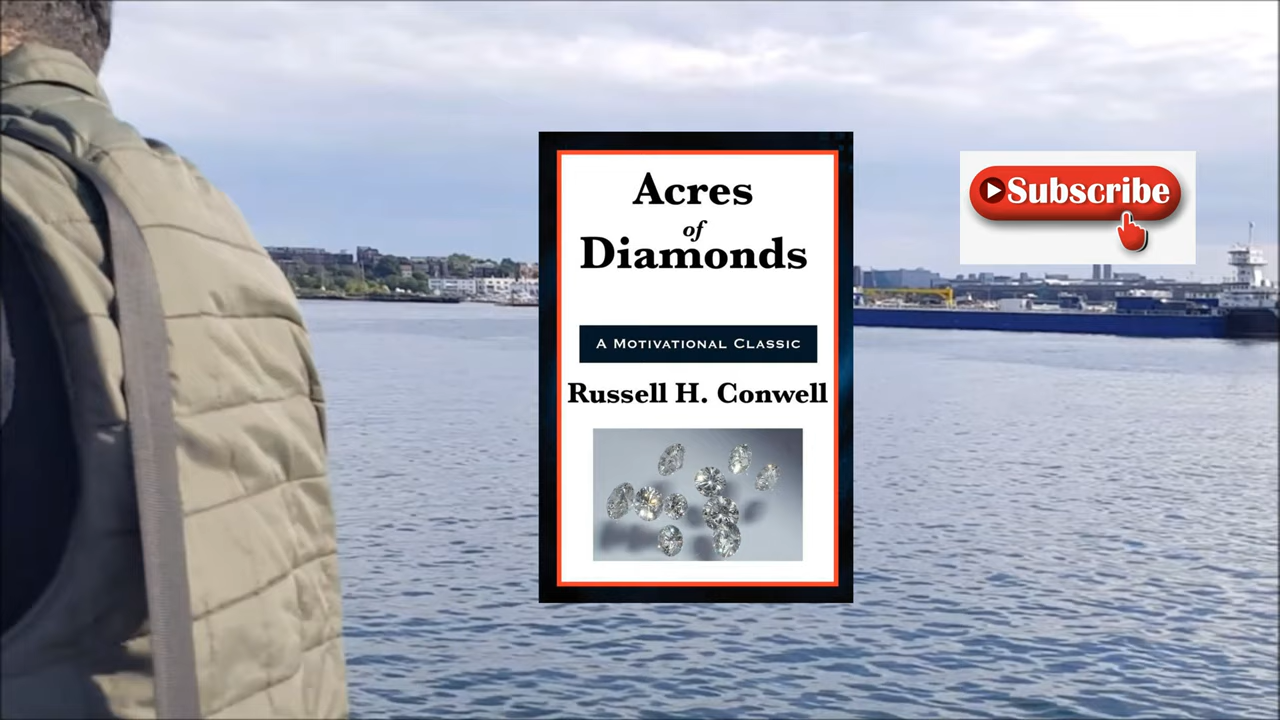 Acres
of
Diamonds
A MOTIVATIONAL CLASSIC
Russell H. Conwell
Subscribe